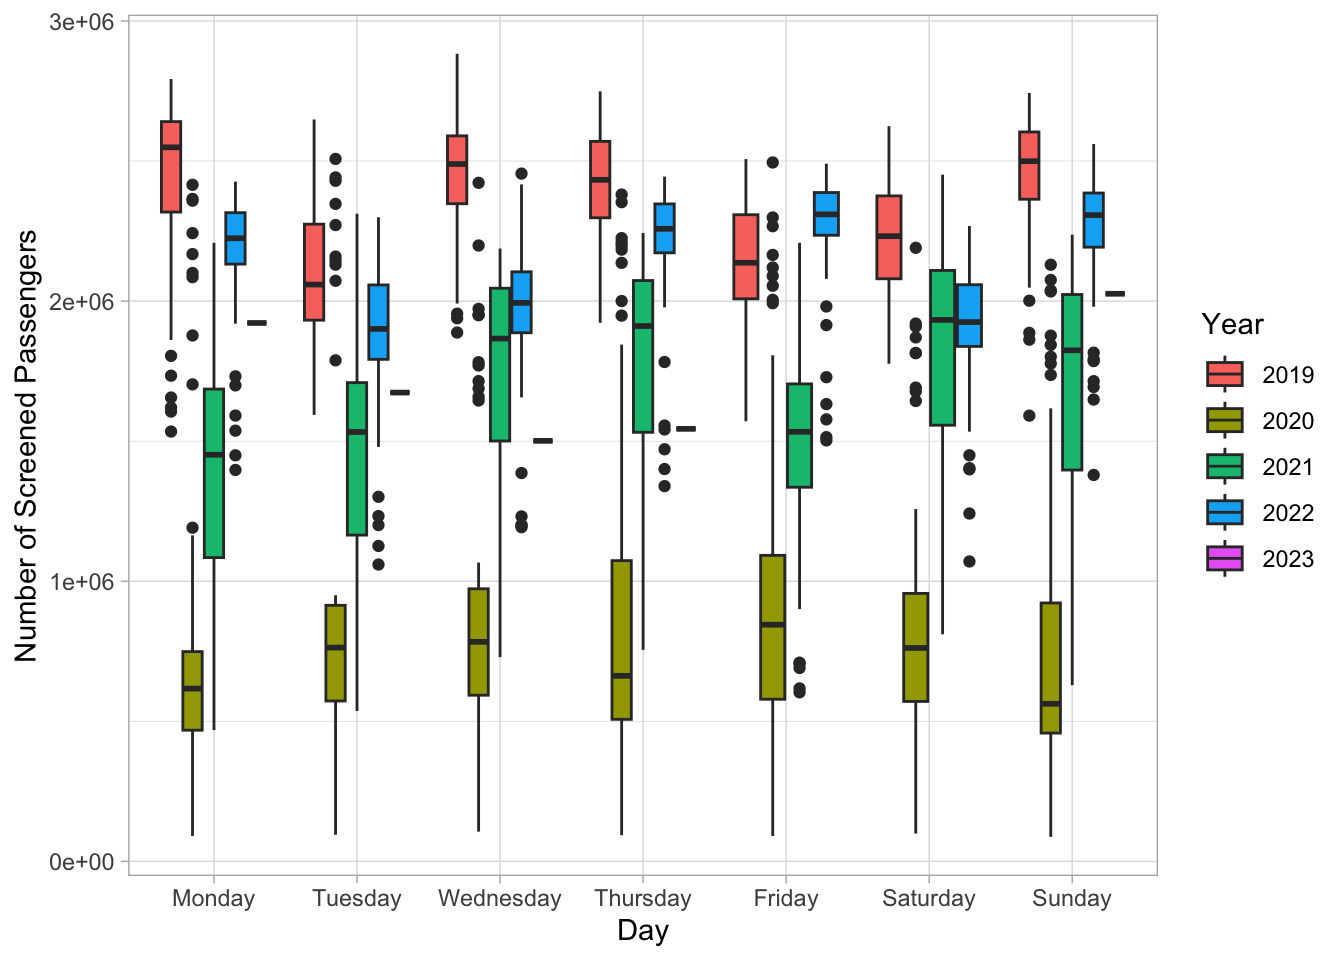 Number of Screened Passengers
3e+06
2e+06
1e+06
0e+00
Monday Tuesday Wednesday Thursday Friday Saturday Sunday
Day
Year
2019
2020
2021
2022
2023